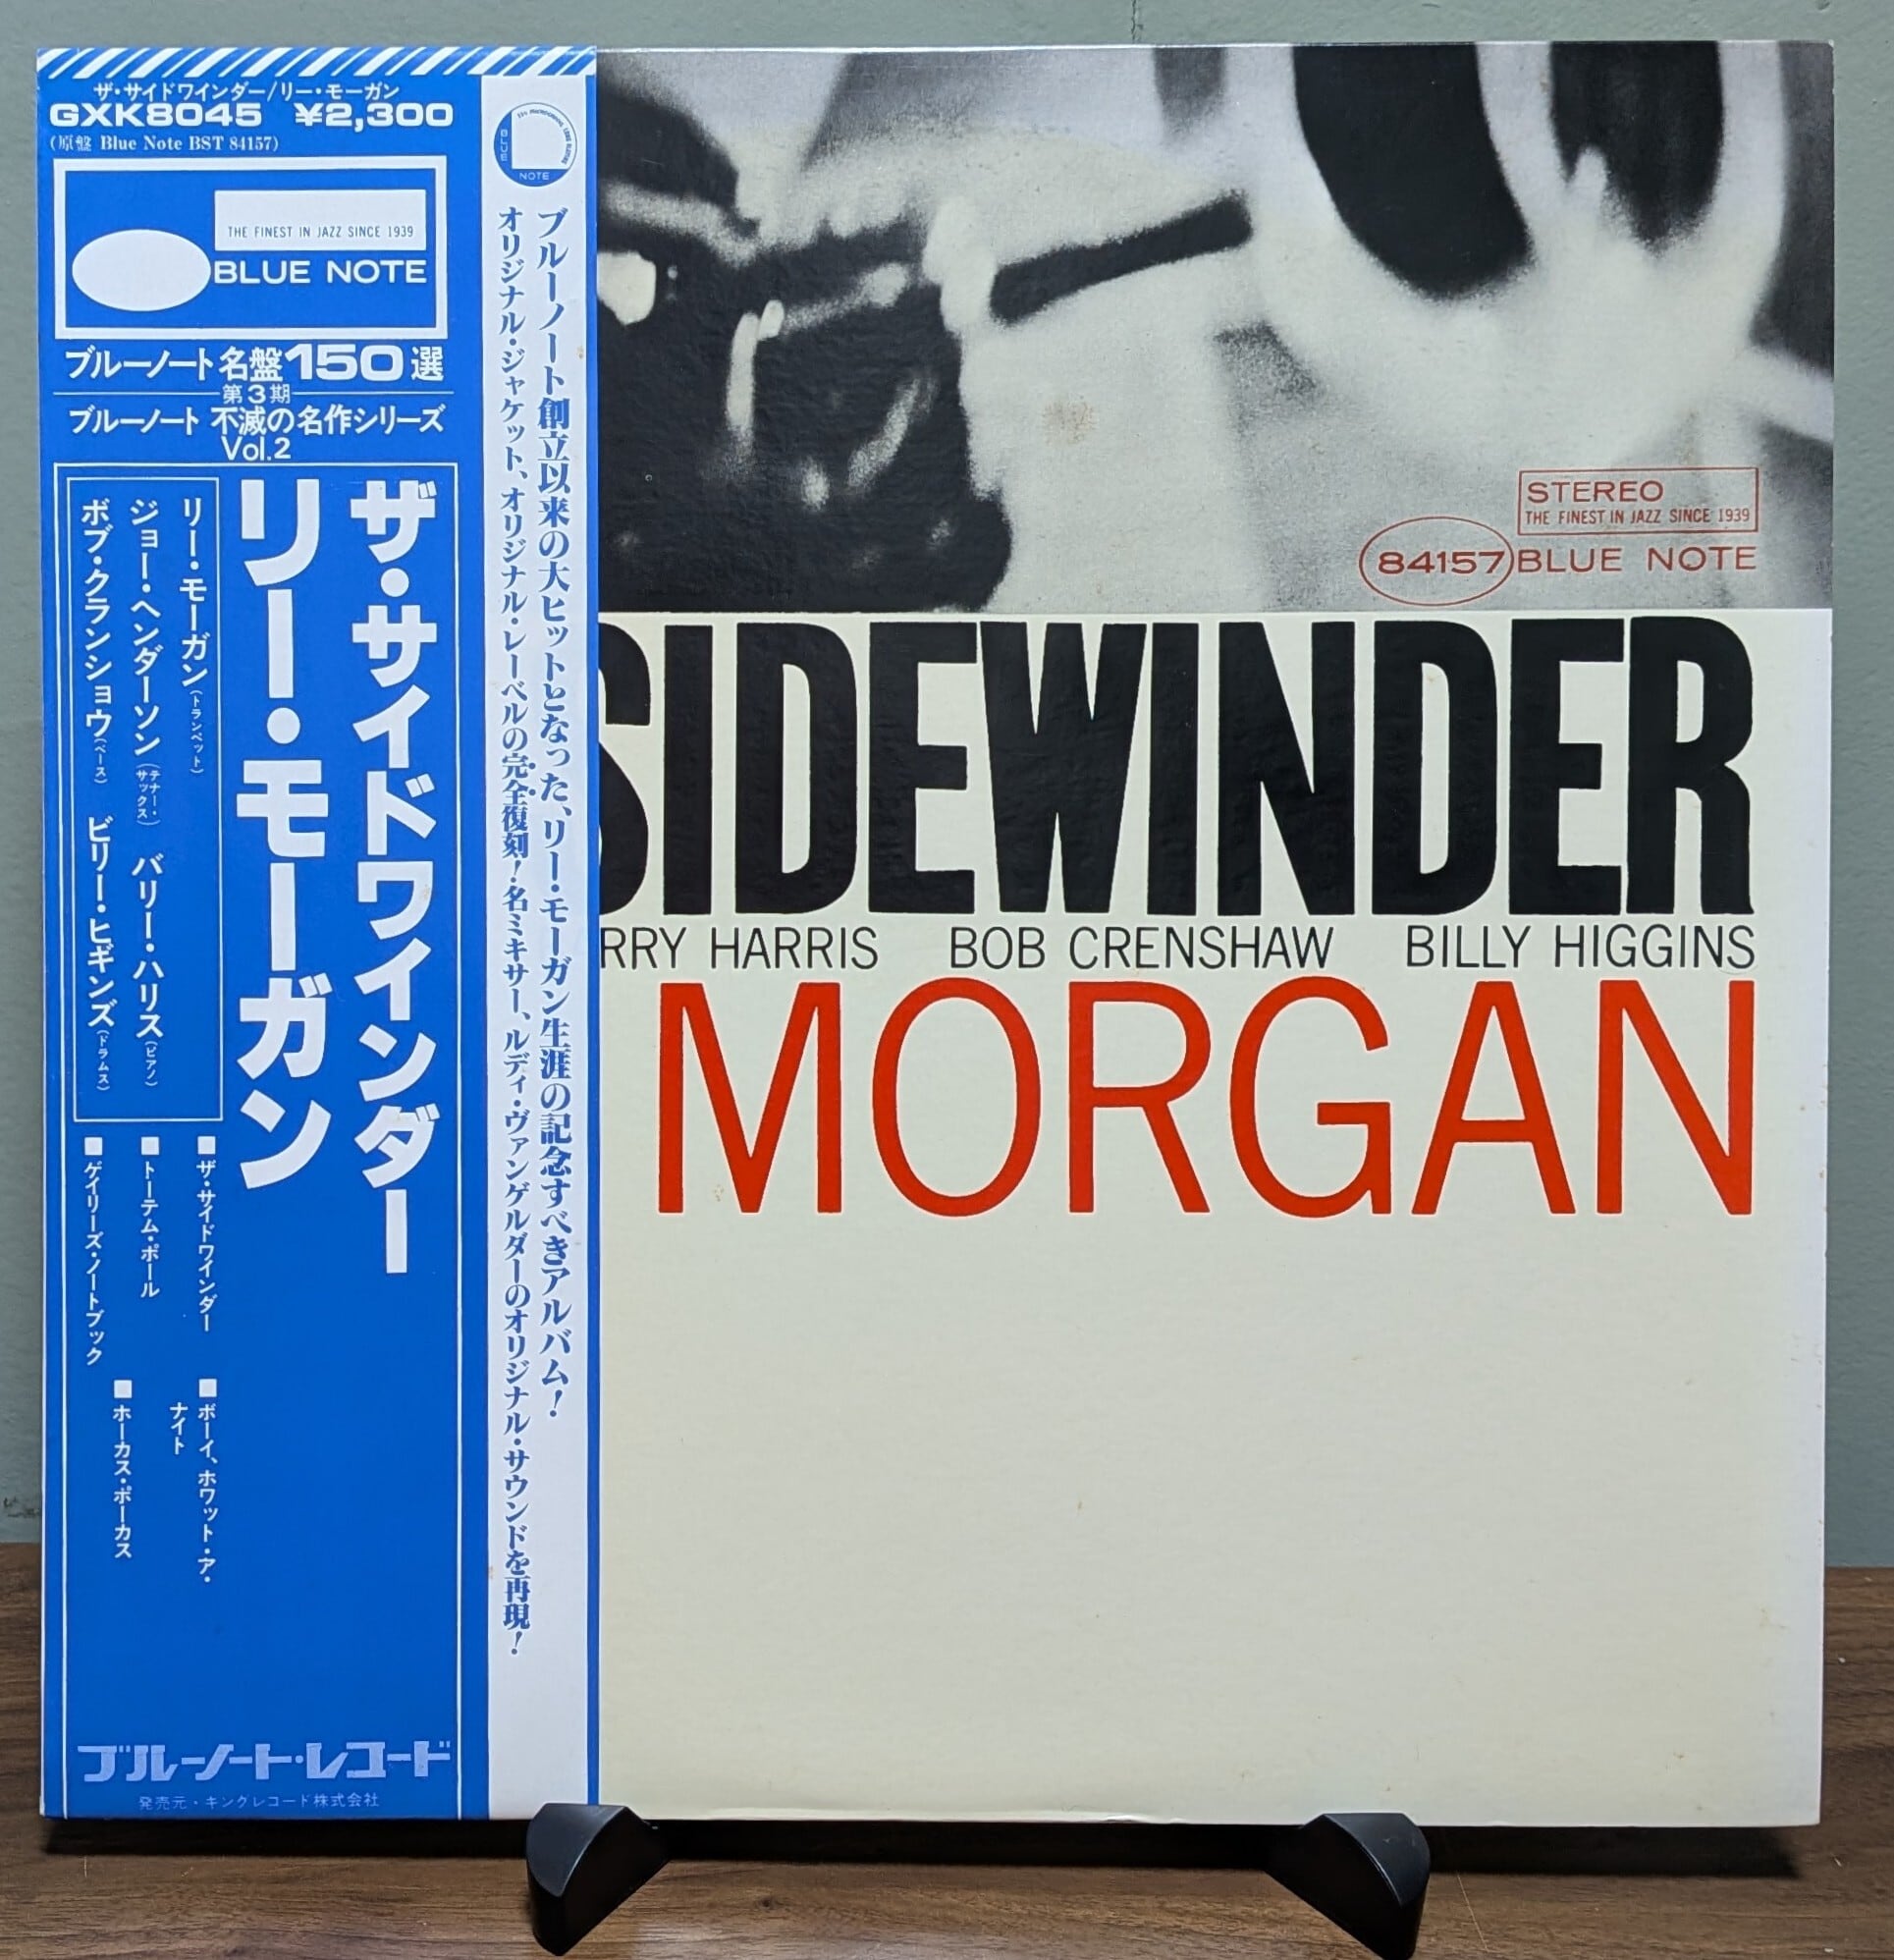 ザ・サイドワインダー/リー・モーガン
GXK8045 ¥2,300
(原盤 Blue Note BST 84157)
THE FINEST IN JAZZ SINCE 1939
BLUE NOTE
ブルーノート名盤150選
第3期
ブルーノート 不滅の名作シリーズ
Vol.2
ザ・サイドワインダー
リー・モーガン
リー・モーガン(トランペット)
ジョー・ヘンダーソン(テナー・サックス) バリー・ハリス(ピアノ)
ボブ・クランショウ(ベース) ビリー・ヒギンズ(ドラムス)
■ザ・サイドワインダー
■トーテム・ポール
■ゲイリーズ・ノートブック
■ボーイ、ホワット・ア・
ナイト
■ホーカス・ポーカス
ブルーノート・レコード
発売元・キングレコード株式会社
BLUE
NOTE
ブルーノート創立以来の大ヒットとなった、リー・モーガン生涯の記念すべきアルバム!
オリジナル・ジャケット、オリジナル・レーベルの完全復刻!名ミキサー、ルディ・ヴァンゲルダーのオリジナル・サウンドを再現!
STEREO
THE FINEST IN JAZZ SINCE 1939
84157 BLUE NOTE
SIDEWINDER
RRY HARRIS BOB CRENSHAW BILLY HIGGINS
MORGAN